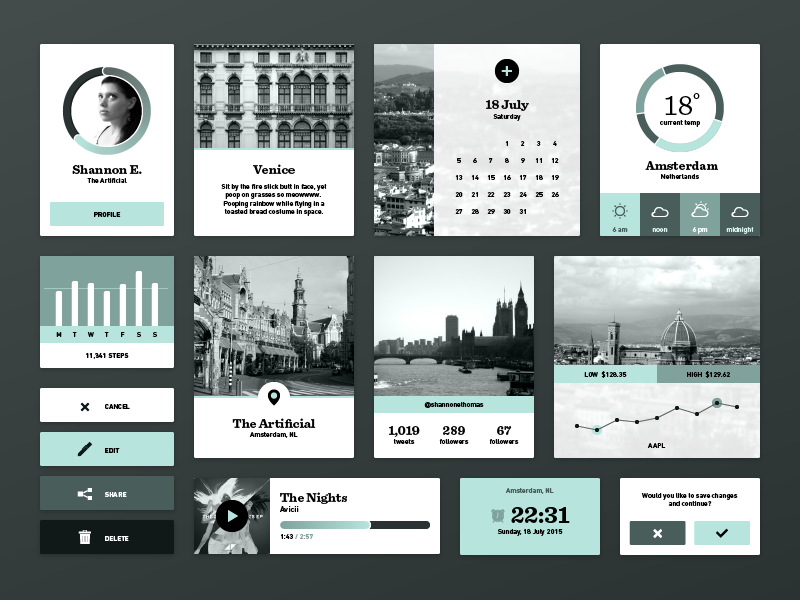 Shannon E.
The Artificial
PROFILE
Venice
Sit by the fire slick butt in face, yet
poop on grasses so meowwww.
Pooping rainbow while flying in a
toasted bread costume in space.
18 July
Saturday
1 2 3 4
5 6 7 8 9 10 11
12 13 14 15 16 17 18
19 20 21 22 23 24 25
26 27 28 29 30 31
18°
current temp
Amsterdam
Netherlands
6 am noon 6 pm midnight
M T W T F S S
11,341 STEPS
CANCEL
EDIT
SHARE
DELETE
The Artificial
Amsterdam, NL
@shannonethomas
1,019 289 67
tweets followers followers
LOW $128.35 HIGH $129.62
AAPL
The Nights
Avicii
1:43 / 2:57
Amsterdam, NL
22:31
Sunday, 18 July 2015
Would you like to save changes
and continue?